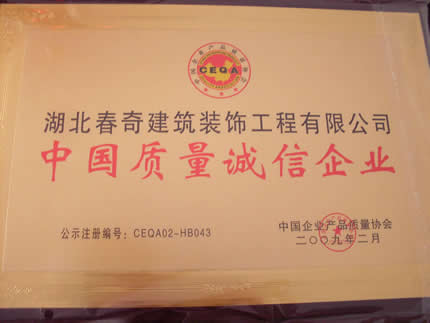 CEQA
湖北春奇建筑装饰工程有限公司
中国质量诚信企业
公示注册编号：CEQA02-HB043
中国企业产品质量协会
二〇〇九年二月